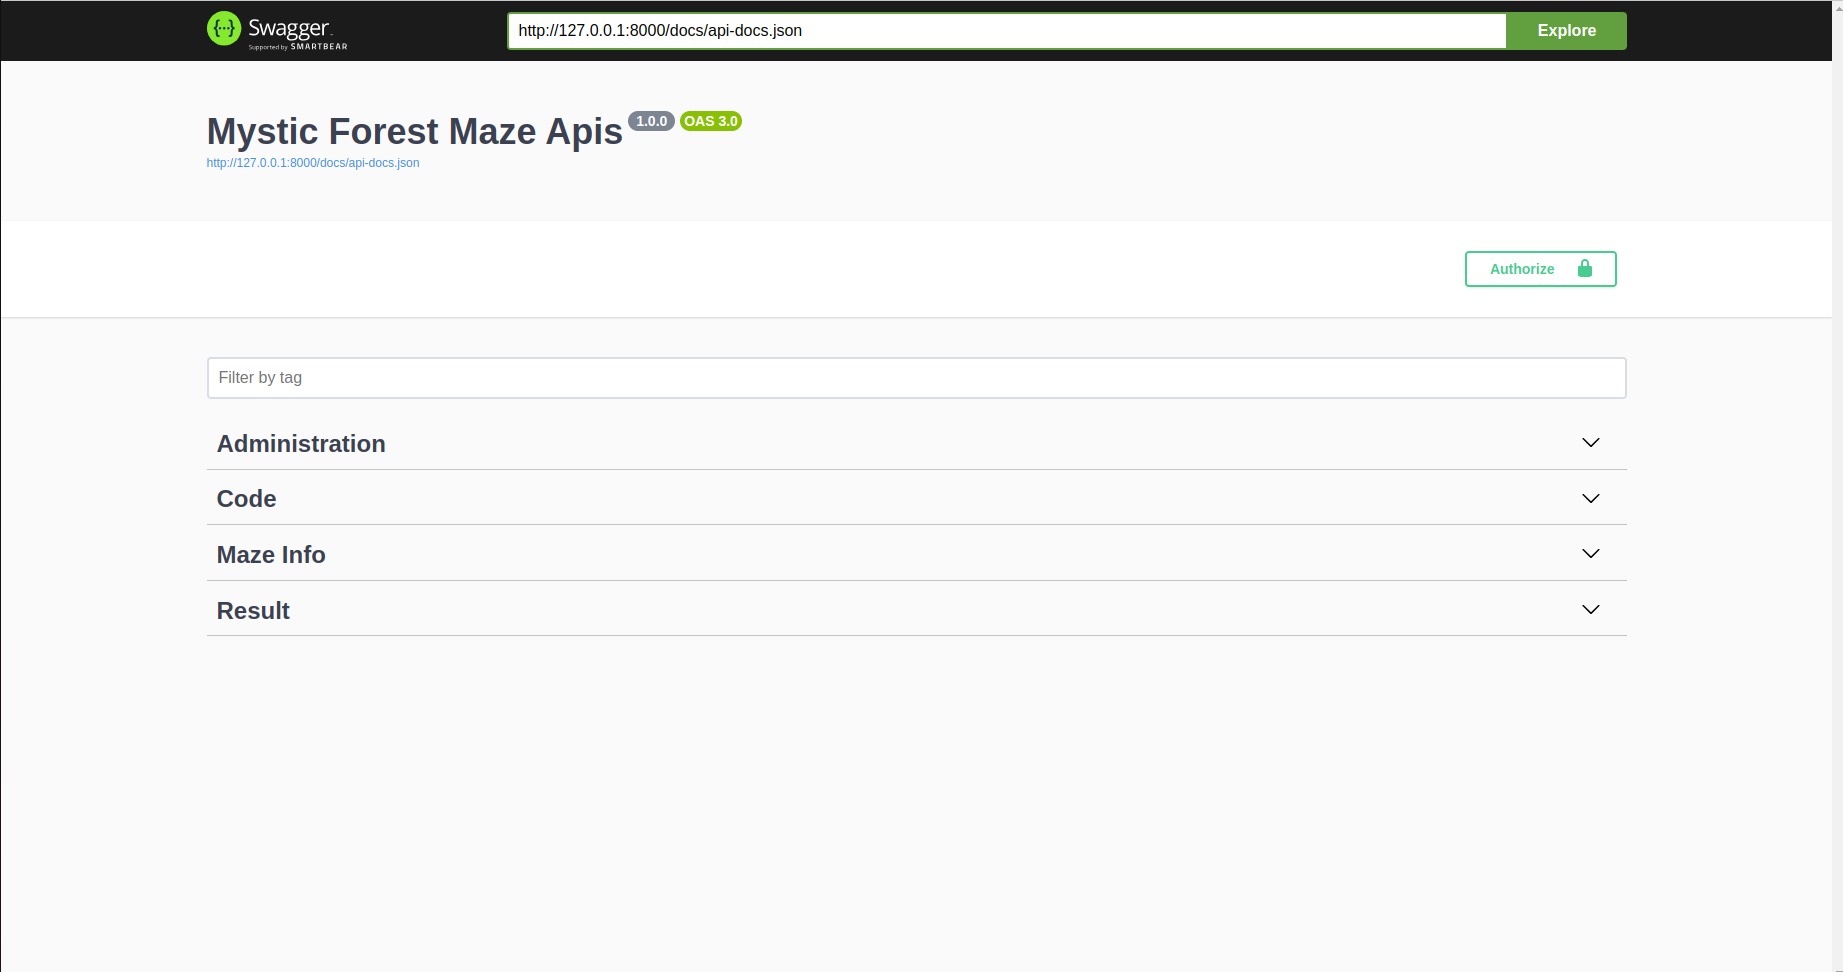 Swagger.
Supported by SMARTBEAR
http://127.0.0.1:8000/docs/api-docs.json
Explore
Mystic Forest Maze Apis 1.0.0 OAS 3.0
http://127.0.0.1:8000/docs/api-docs.json
Authorize
Filter by tag
Administration
Code
Maze Info
Result